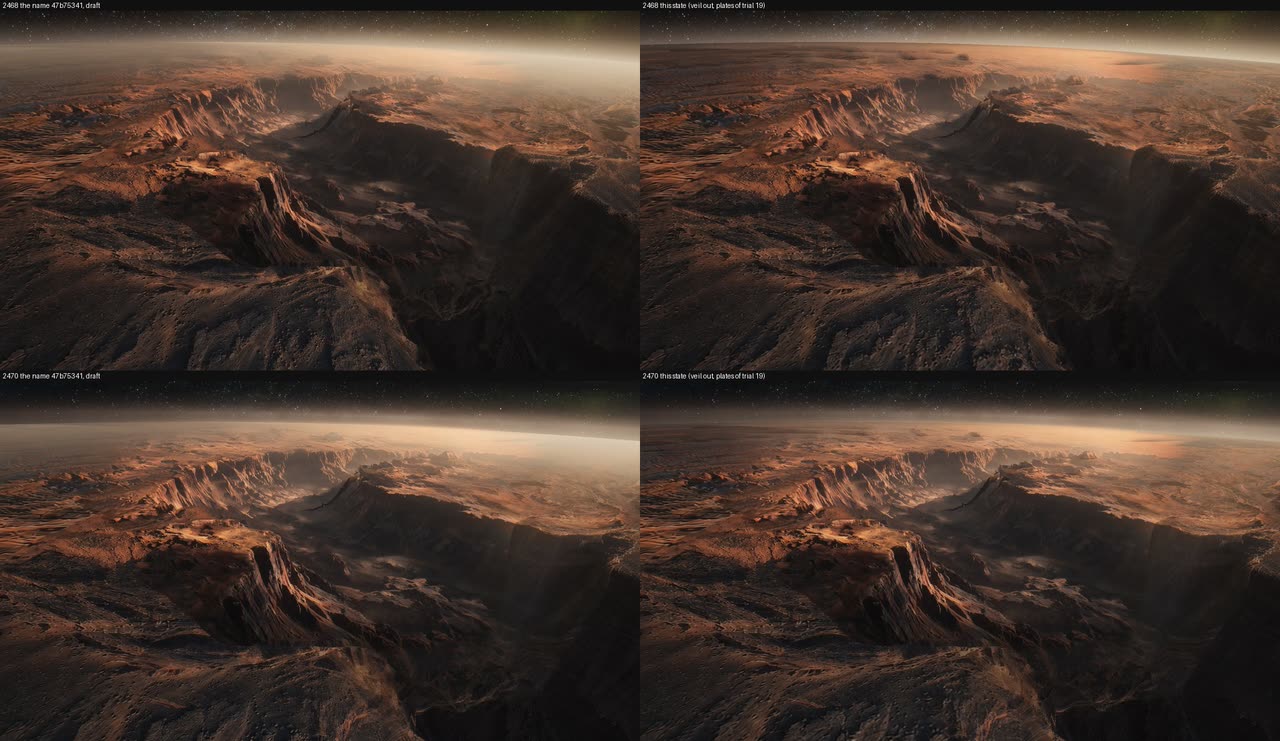 2468 the name 47b75341, draft
2468 this state (veil out, plates of trial 19)
2470 the name 47b75341, draft
2470 this state (veil out, plates of trial 19)